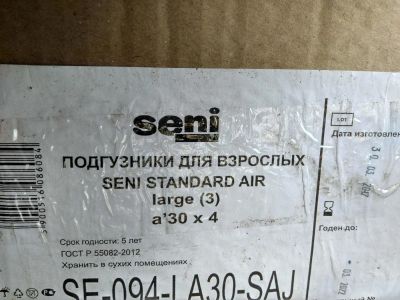 seni
LOT
Дата изготовлен
ПОДГУЗНИКИ ДЛЯ ВЗРОСЛЫХ
SENI STANDARD AIR
large (3)
a'30 x 4
Годен до:
Срок годности: 5 лет
ГОСТ Р 55082-2012
Хранить в сухих помещениях.
SE-094-LA30-SAJ